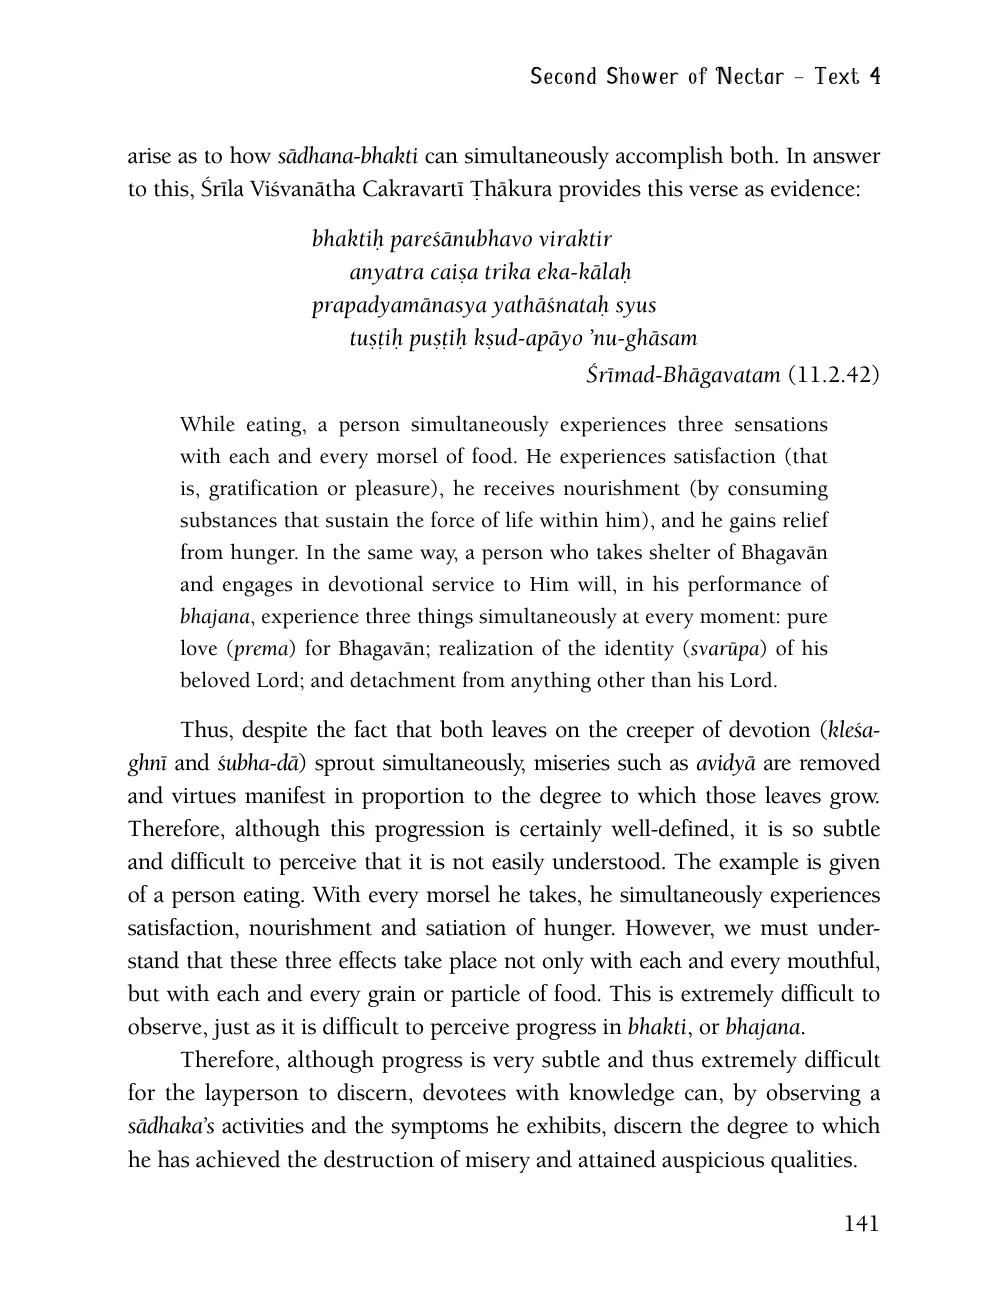 Second Shower of Nectar – Text 4
arise as to how sādhana-bhakti can simultaneously accomplish both. In answer
to this, Śrīla Viśvanātha Cakravartī Ṭhākura provides this verse as evidence:
bhaktiḥ pareśānubhavo viraktir
anyatra caiṣa trika eka-kālaḥ
prapadyamānasya yathāśnataḥ syus
tuṣṭiḥ puṣṭiḥ kṣud-apāyo ’nu-ghāsam
Śrīmad-Bhāgavatam (11.2.42)
While eating, a person simultaneously experiences three sensations
with each and every morsel of food. He experiences satisfaction (that
is, gratification or pleasure), he receives nourishment (by consuming
substances that sustain the force of life within him), and he gains relief
from hunger. In the same way, a person who takes shelter of Bhagavān
and engages in devotional service to Him will, in his performance of
bhajana, experience three things simultaneously at every moment: pure
love (prema) for Bhagavān; realization of the identity (svarūpa) of his
beloved Lord; and detachment from anything other than his Lord.
Thus, despite the fact that both leaves on the creeper of devotion (kleśa-
ghnī and śubha-dā) sprout simultaneously, miseries such as avidyā are removed
and virtues manifest in proportion to the degree to which those leaves grow.
Therefore, although this progression is certainly well-defined, it is so subtle
and difficult to perceive that it is not easily understood. The example is given
of a person eating. With every morsel he takes, he simultaneously experiences
satisfaction, nourishment and satiation of hunger. However, we must under-
stand that these three effects take place not only with each and every mouthful,
but with each and every grain or particle of food. This is extremely difficult to
observe, just as it is difficult to perceive progress in bhakti, or bhajana.
Therefore, although progress is very subtle and thus extremely difficult
for the layperson to discern, devotees with knowledge can, by observing a
sādhaka’s activities and the symptoms he exhibits, discern the degree to which
he has achieved the destruction of misery and attained auspicious qualities.
141